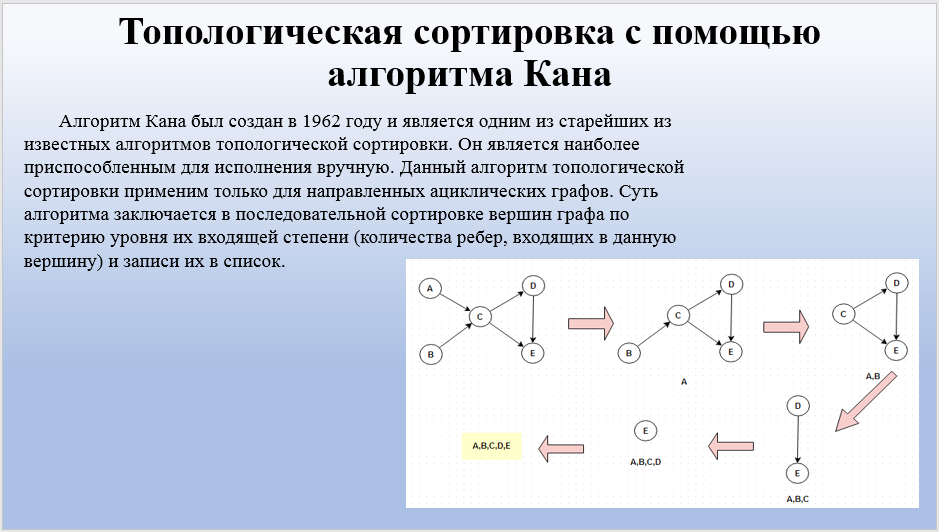 Топологическая сортировка с помощью
алгоритма Кана
Алгоритм Кана был создан в 1962 году и является одним из старейших из
известных алгоритмов топологической сортировки. Он является наиболее
приспособленным для исполнения вручную. Данный алгоритм топологической
сортировки применим только для направленных ациклических графов. Суть
алгоритма заключается в последовательной сортировке вершин графа по
критерию уровня их входящей степени (количества ребер, входящих в данную
вершину) и записи их в список.
A
D
C
B
E
D
C
B
E
A
D
C
E
A,B
D
E
A,B,C
E
A,B,C,D
A,B,C,D,E